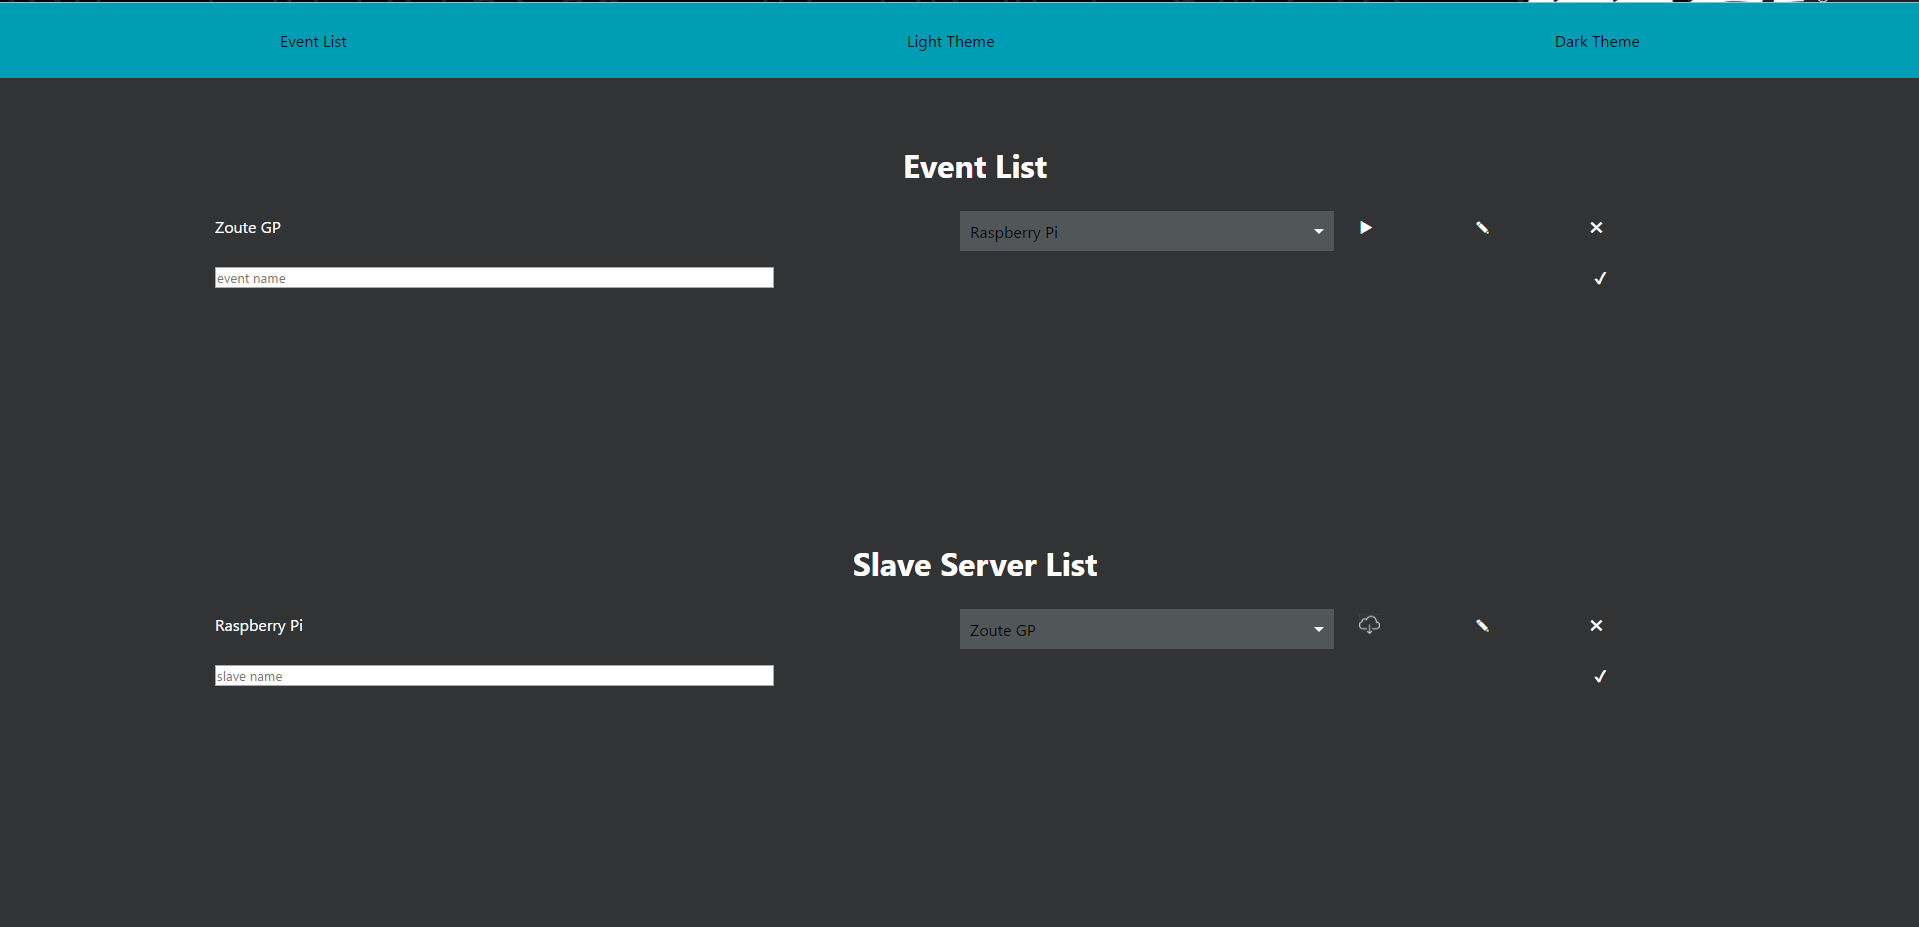 Event List Light Theme Dark Theme
Event List
Zoute GP Raspberry Pi
event name
Slave Server List
Raspberry Pi Zoute GP
slave name